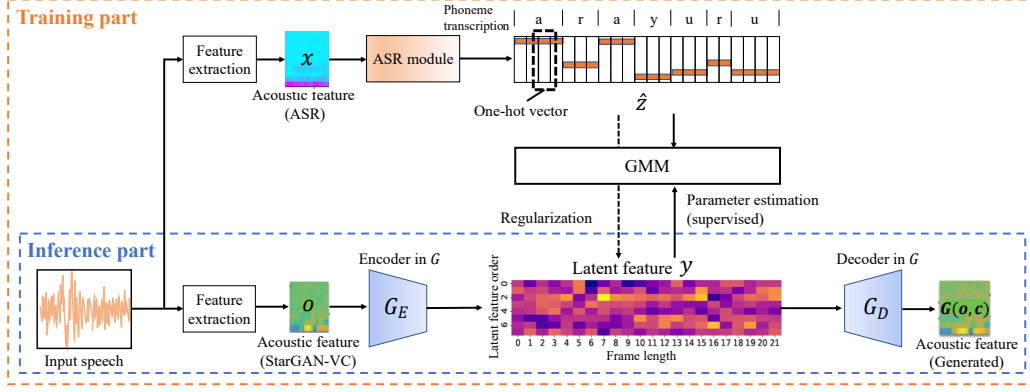 Training part
Phoneme
transcription
a r a y u r u
Feature
extraction
x
ASR module
Acoustic feature
(ASR)
One-hot vector
ẑ
GMM
Regularization
Parameter estimation
(supervised)
Inference part
Encoder in G
Latent feature y
Decoder in G
Latent feature order
0
2
4
6
Feature
extraction
o
G_E
G_D
G(o, c)
Input speech
Acoustic feature
(StarGAN-VC)
0 1 2 3 4 5 6 7 8 9 10 11 12 13 14 15 16 17 18 19 20 21
Frame length
Acoustic feature
(Generated)